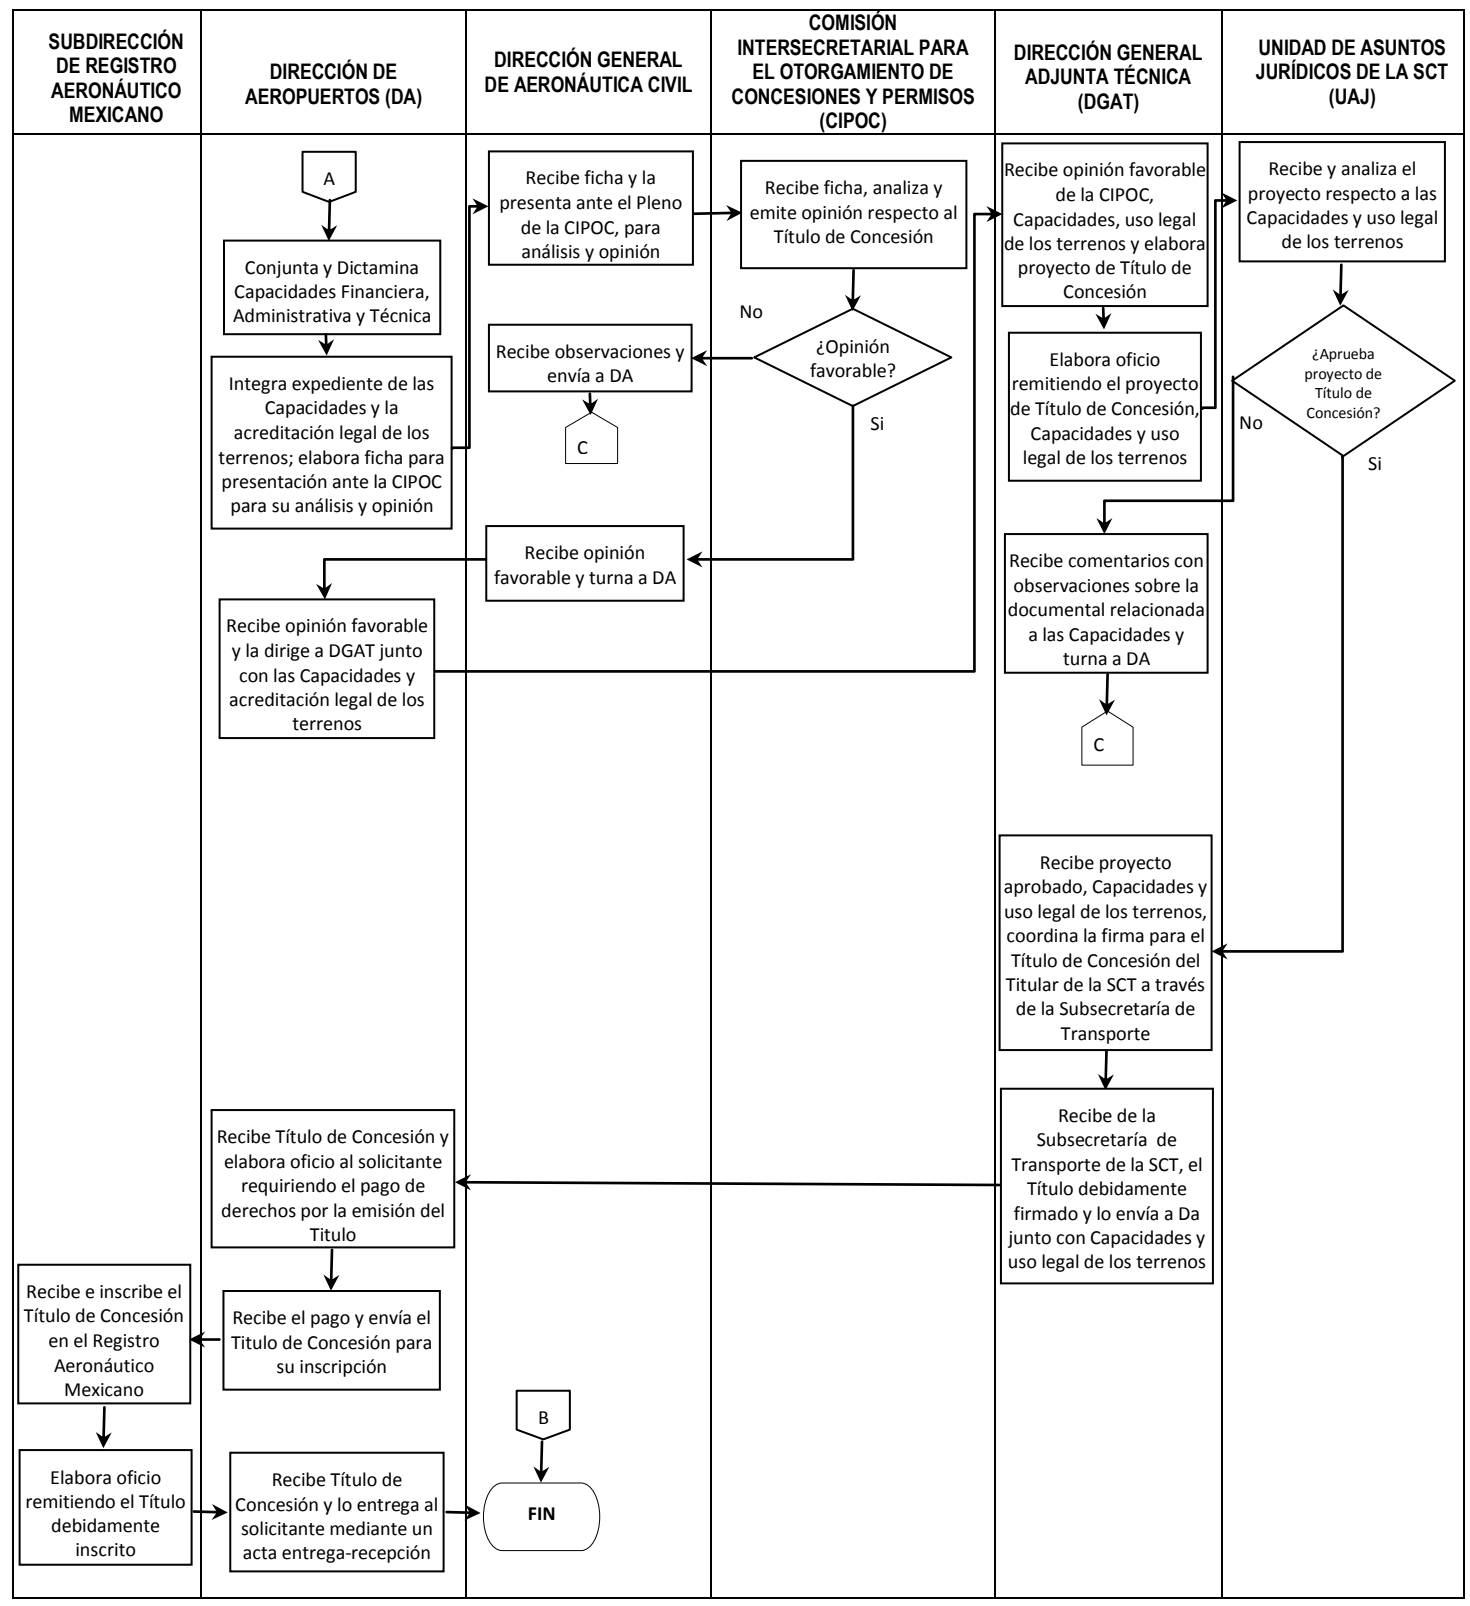 SUBDIRECCIÓN
DE REGISTRO
AERONÁUTICO
MEXICANO
DIRECCIÓN DE
AEROPUERTOS (DA)
DIRECCIÓN GENERAL
DE AERONÁUTICA CIVIL
COMISIÓN
INTERSECRETARIAL PARA
EL OTORGAMIENTO DE
CONCESIONES Y PERMISOS
(CIPOC)
DIRECCIÓN GENERAL
ADJUNTA TÉCNICA
(DGAT)
UNIDAD DE ASUNTOS
JURÍDICOS DE LA SCT
(UAJ)
A
Conjunta y Dictamina
Capacidades Financiera,
Administrativa y Técnica
Integra expediente de las
Capacidades y la
acreditación legal de los
terrenos; elabora ficha para
presentación ante la CIPOC
para su análisis y opinión
Recibe ficha y la
presenta ante el Pleno
de la CIPOC, para
análisis y opinión
Recibe ficha, analiza y
emite opinión respecto al
Título de Concesión
¿Opinión
favorable?
No
Si
Recibe observaciones y
envía a DA
C
Recibe opinión
favorable y turna a DA
Recibe opinión favorable
y la dirige a DGAT junto
con las Capacidades y
acreditación legal de los
terrenos
Recibe opinión favorable
de la CIPOC,
Capacidades, uso legal
de los terrenos y elabora
proyecto de Título de
Concesión
Elabora oficio
remitiendo el proyecto
de Título de Concesión,
Capacidades y uso
legal de los terrenos
Recibe y analiza el
proyecto respecto a las
Capacidades y uso legal
de los terrenos
¿Aprueba
proyecto de
Título de
Concesión?
No
Si
Recibe comentarios con
observaciones sobre la
documental relacionada
a las Capacidades y
turna a DA
C
Recibe proyecto
aprobado, Capacidades y
uso legal de los terrenos,
coordina la firma para el
Título de Concesión del
Titular de la SCT a través
de la Subsecretaría de
Transporte
Recibe de la
Subsecretaría de
Transporte de la SCT, el
Título debidamente
firmado y lo envía a Da
junto con Capacidades y
uso legal de los terrenos
Recibe Título de Concesión y
elabora oficio al solicitante
requiriendo el pago de
derechos por la emisión del
Titulo
Recibe el pago y envía el
Titulo de Concesión para
su inscripción
Recibe e inscribe el
Título de Concesión
en el Registro
Aeronáutico
Mexicano
Elabora oficio
remitiendo el Título
debidamente
inscrito
Recibe Título de
Concesión y lo entrega al
solicitante mediante un
acta entrega-recepción
B
FIN